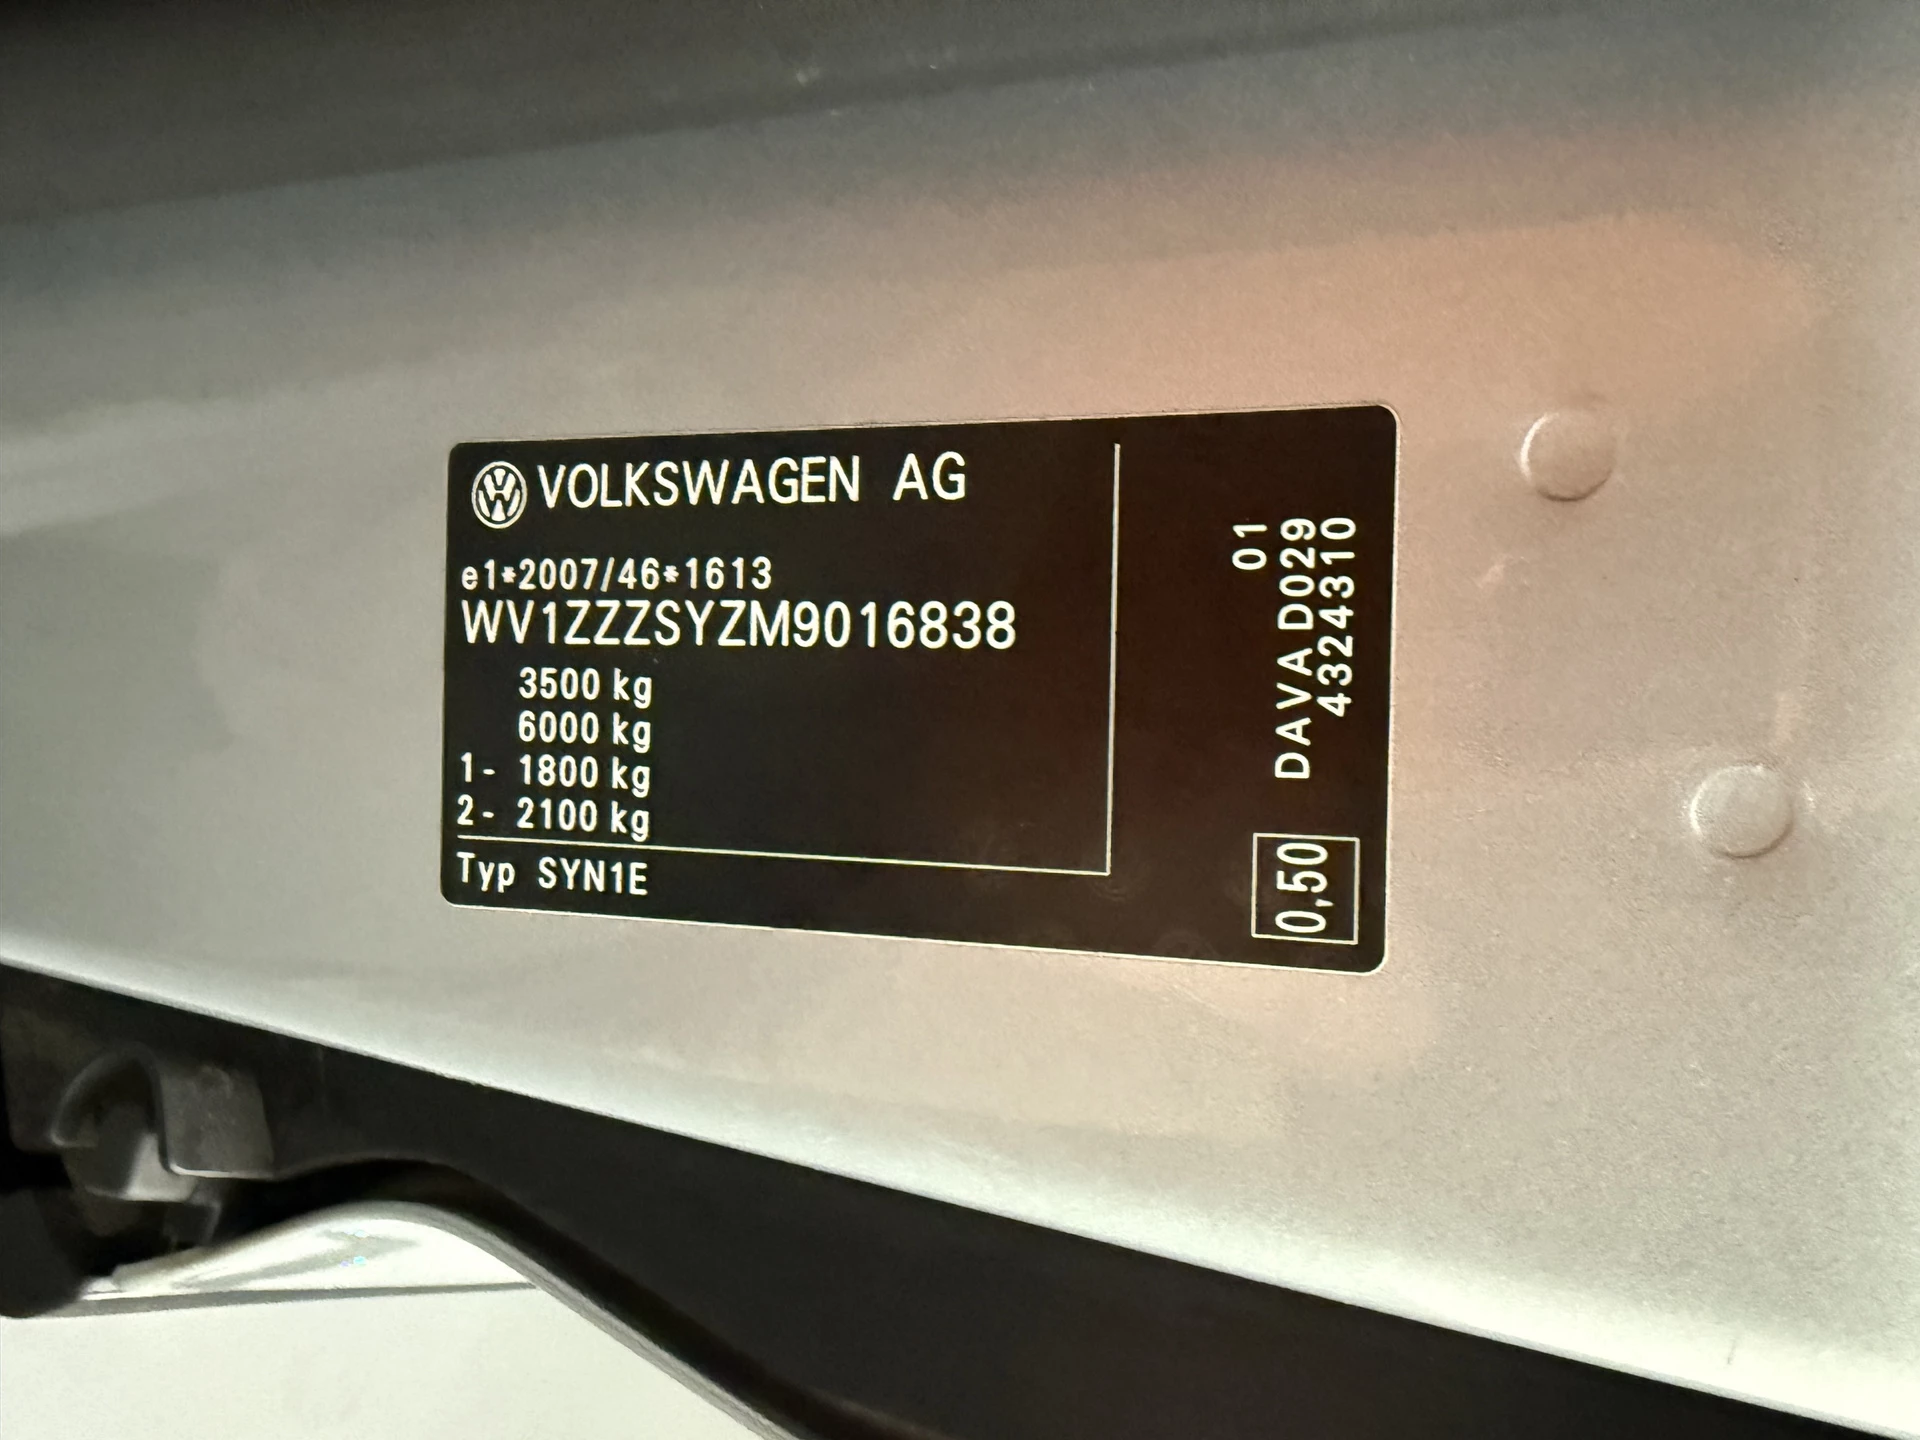 VOLKSWAGEN AG
e1*2007/46*1613
WV1ZZZSYZM9016838
3500 kg
6000 kg
1- 1800 kg
2- 2100 kg
Typ SYN1E
01
DAVA D029
4324310
0,50